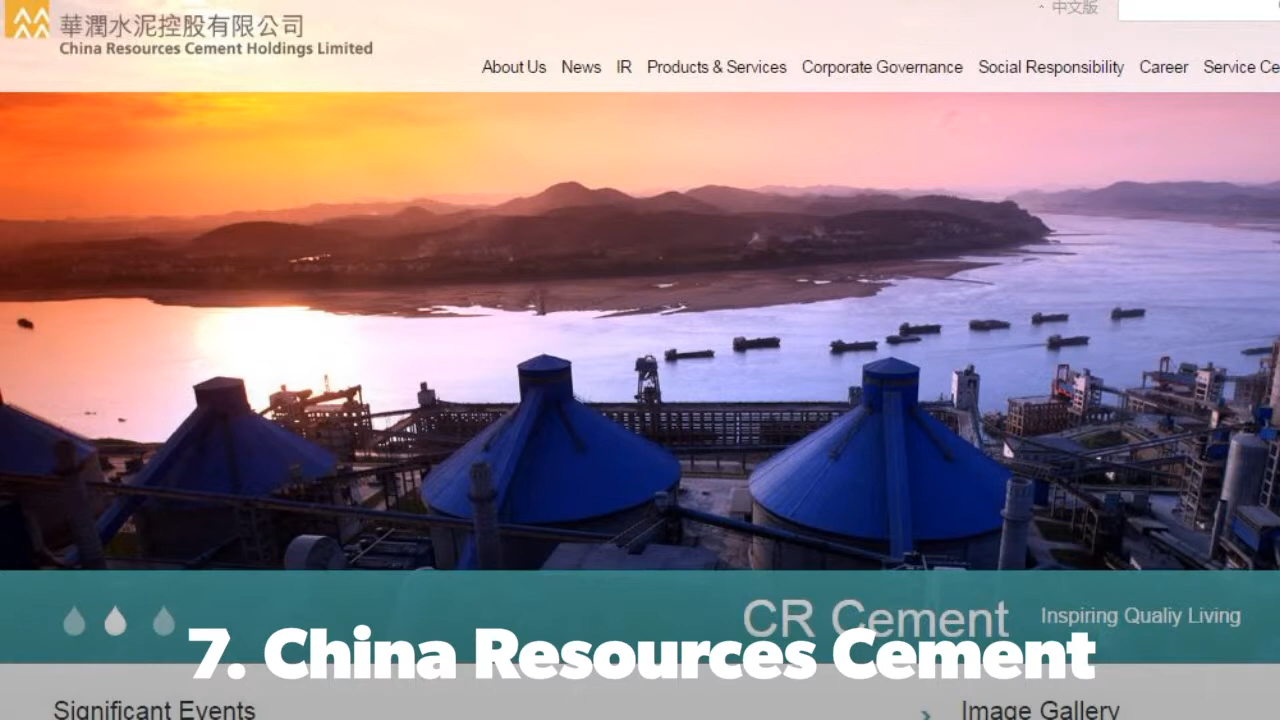 華潤水泥控股有限公司
China Resources Cement Holdings Limited
中文版
About Us News IR Products & Services Corporate Governance Social Responsibility Career Service Ce
CR Cement Inspiring Qualiy Living
7. China Resources Cement
Significant Events
Image Gallery